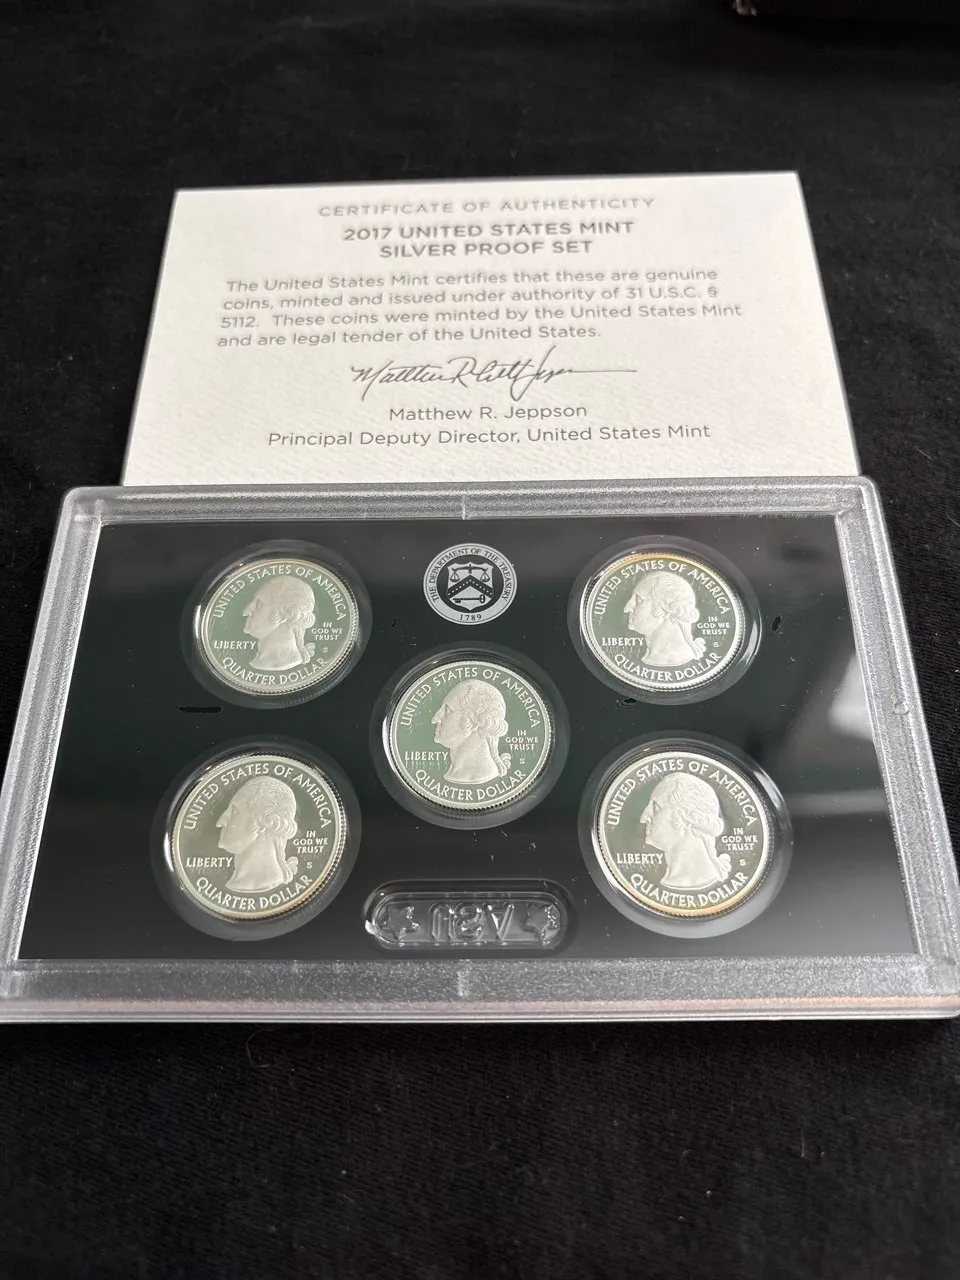 CERTIFICATE OF AUTHENTICITY
2017 UNITED STATES MINT
SILVER PROOF SET
The United States Mint certifies that these are genuine
coins, minted and issued under authority of 31 U.S.C. §
5112. These coins were minted by the United States Mint
and are legal tender of the United States.
Matthew R. Jeppson
Principal Deputy Director, United States Mint
THE DEPARTMENT OF THE TREASURY
1789
UNITED STATES OF AMERICA
LIBERTY
IN
GOD WE
TRUST
S
QUARTER DOLLAR
UNITED STATES OF AMERICA
LIBERTY
IN
GOD WE
TRUST
S
QUARTER DOLLAR
UNITED STATES OF AMERICA
LIBERTY
IN
GOD WE
TRUST
S
QUARTER DOLLAR
UNITED STATES OF AMERICA
LIBERTY
IN
GOD WE
TRUST
S
QUARTER DOLLAR
UNITED STATES OF AMERICA
LIBERTY
IN
GOD WE
TRUST
S
QUARTER DOLLAR